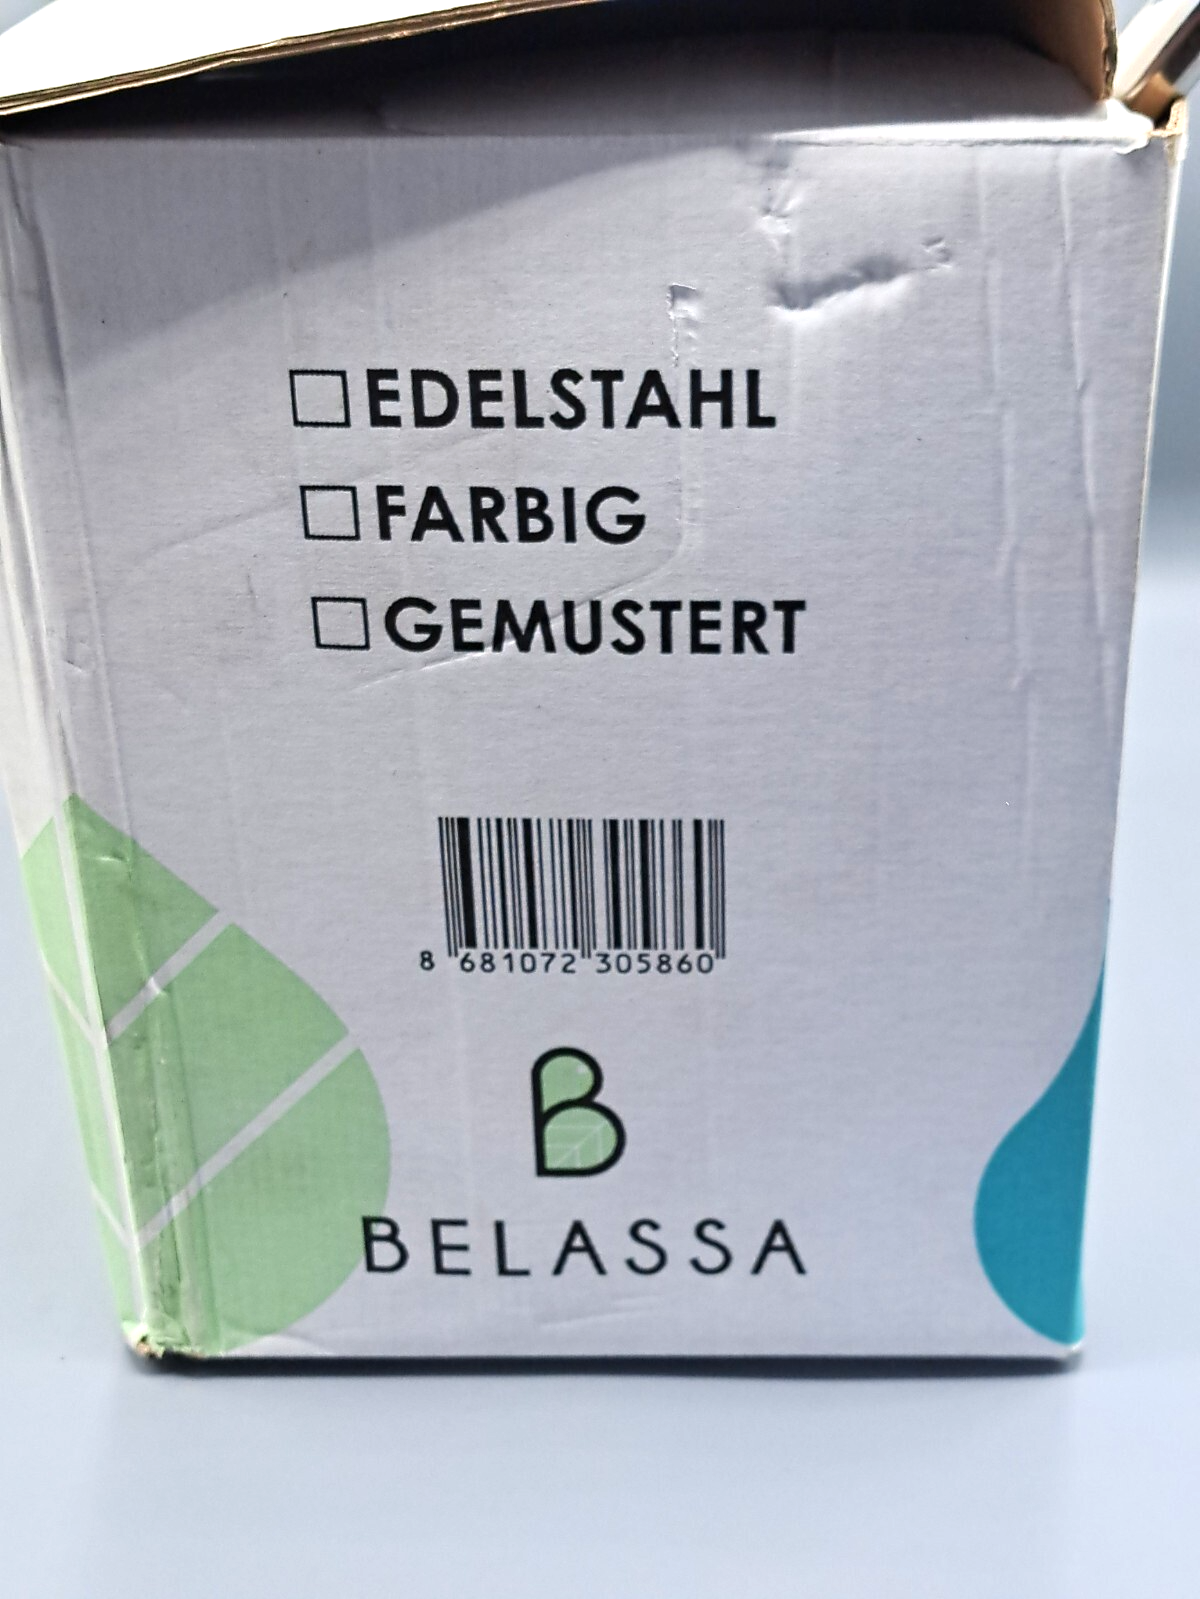 EDELSTAHL
FARBIG
GEMUSTERT
8 681072 305860
B
BELASSA